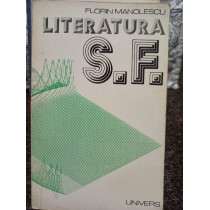 FLORIN MANOLESCU
LITERATURA
S.F.
UNIVERS